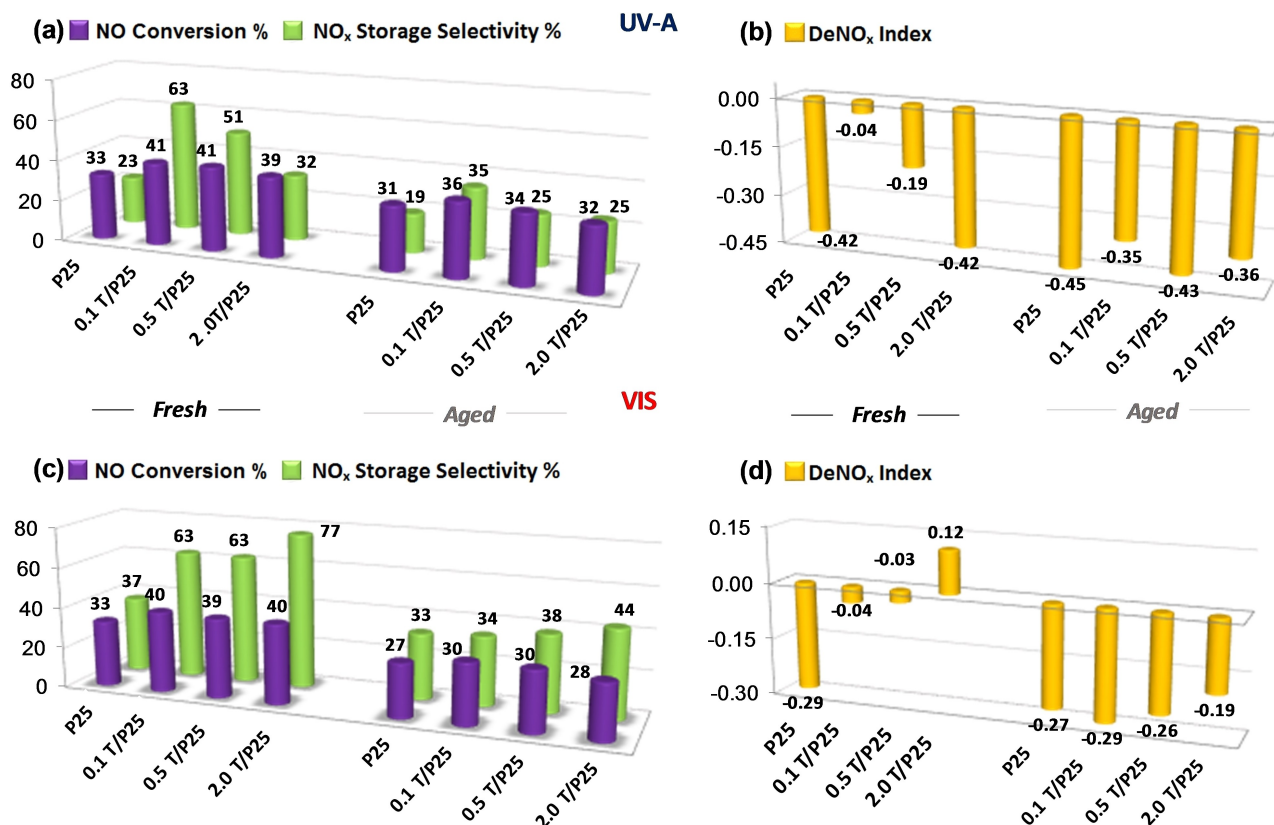 (a) NO Conversion % NOx Storage Selectivity %
UV-A
(b) DeNOx Index
80
60
40
20
0
33 23 41 63 41 51 39 32
31 19 36 35 34 25 32 25
P25
0.1 T/P25
0.5 T/P25
2 .0T/P25
P25
0.1 T/P25
0.5 T/P25
2.0 T/P25
Fresh
Aged
0.00
-0.15
-0.30
-0.45
-0.42 -0.04 -0.19 -0.42
-0.45 -0.35 -0.43 -0.36
P25
0.1 T/P25
0.5 T/P25
2.0 T/P25
P25
0.1 T/P25
0.5 T/P25
2.0 T/P25
Fresh
Aged
VIS
(c) NO Conversion % NOx Storage Selectivity %
(d) DeNOx Index
80
60
40
20
0
33 37 40 63 39 63 40 77
27 33 30 34 30 38 28 44
P25
0.1 T/P25
0.5 T/P25
2.0 T/P25
P25
0.1 T/P25
0.5 T/P25
2.0 T/P25
0.15
0.00
-0.15
-0.30
-0.29 -0.04 -0.03 0.12
-0.27 -0.29 -0.26 -0.19
P25
0.1 T/P25
0.5 T/P25
2.0 T/P25
P25
0.1 T/P25
0.5 T/P25
2.0 T/P25